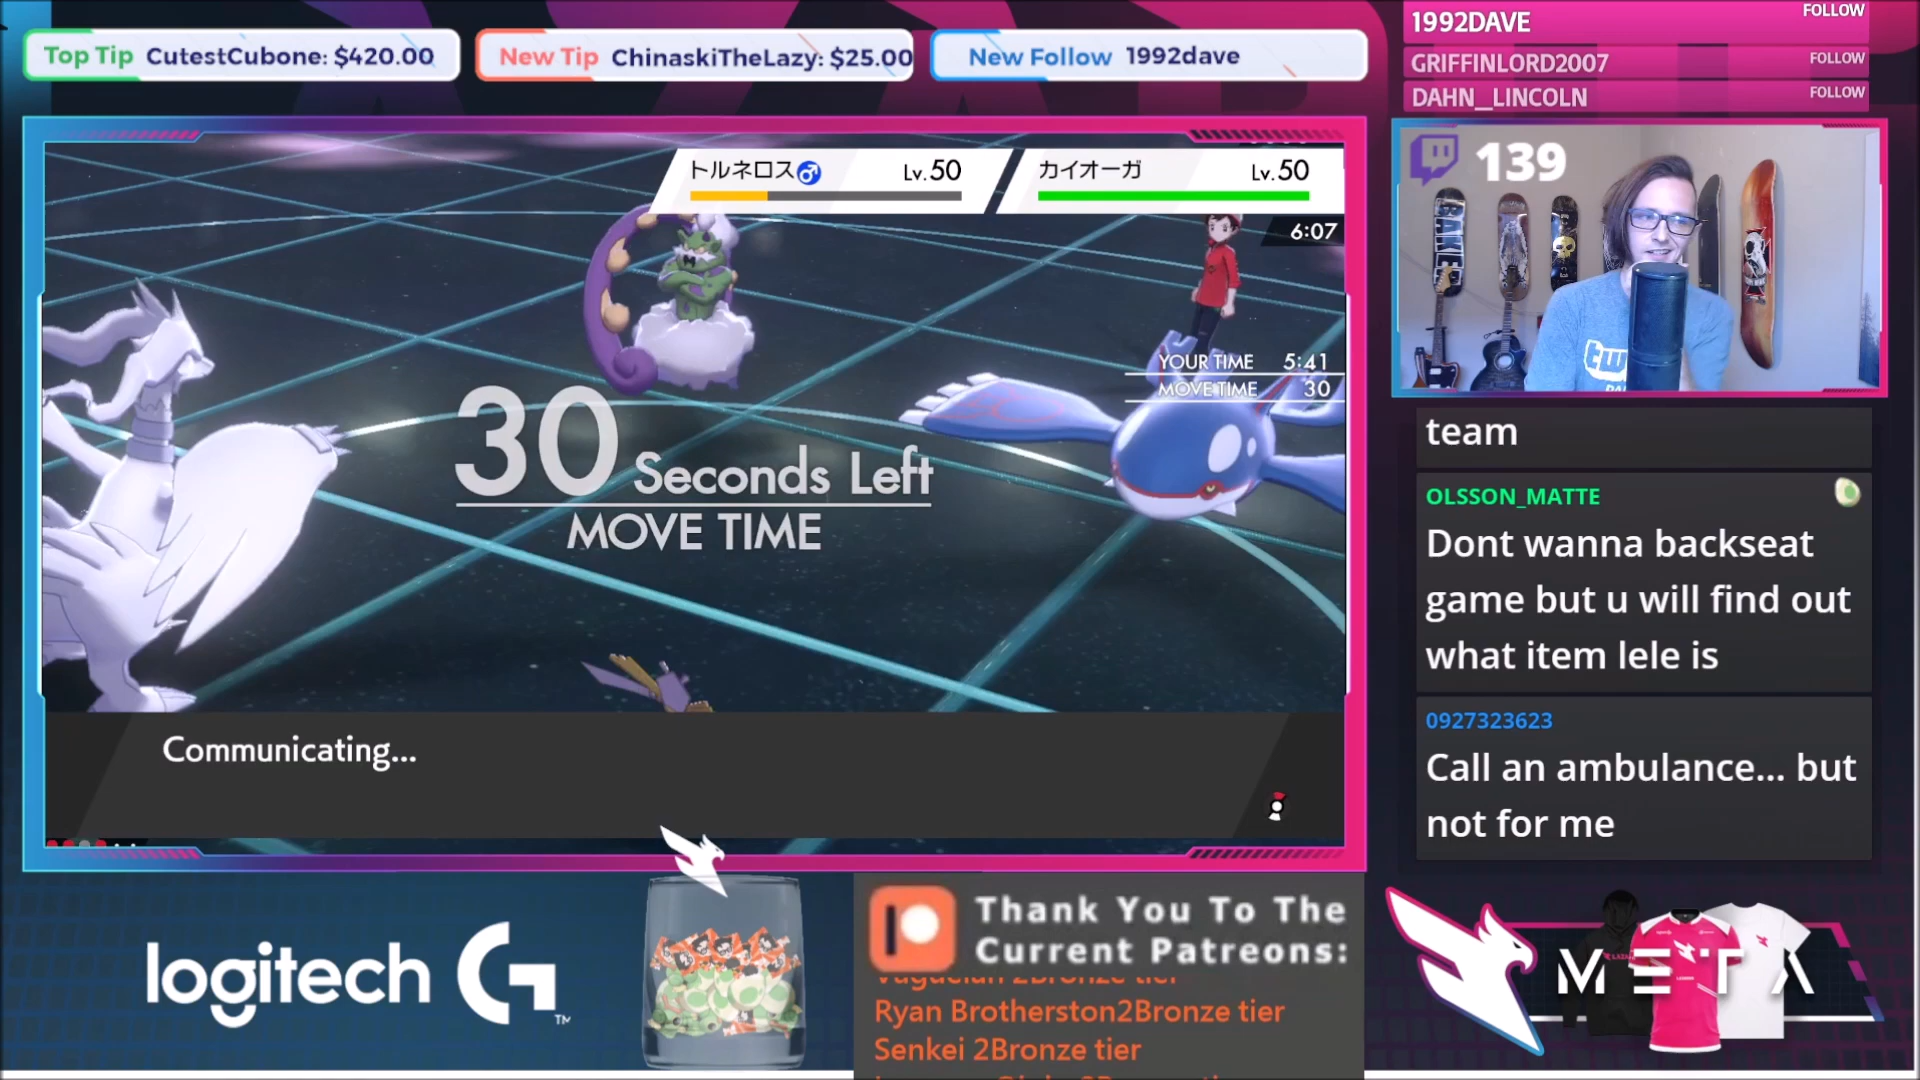 Top Tip CutestCubone: $420.00
New Tip ChinaskiTheLazy: $25.00
New Follow 1992dave
1992DAVE FOLLOW
GRIFFINLORD2007 FOLLOW
DAHN__LINCOLN FOLLOW
トルネロス♂ Lv. 50
カイオーガ Lv. 50
6:07
YOUR TIME 5:41
MOVE TIME 30
30 Seconds Left
MOVE TIME
Communicating...
139
team
OLSSON_MATTE
Dont wanna backseat
game but u will find out
what item lele is
0927323623
Call an ambulance... but
not for me
logitech G™
Thank You To The
Current Patreons:
Ryan Brotherston2Bronze tier
Senkei 2Bronze tier
META